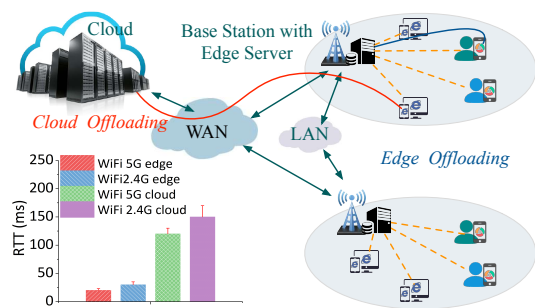 Cloud
Base Station with
Edge Server
Cloud Offloading
WAN
LAN
Edge Offloading
WiFi 5G edge
WiFi2.4G edge
WiFi 5G cloud
WiFi 2.4G cloud
RTT (ms)
250
200
150
100
50
0